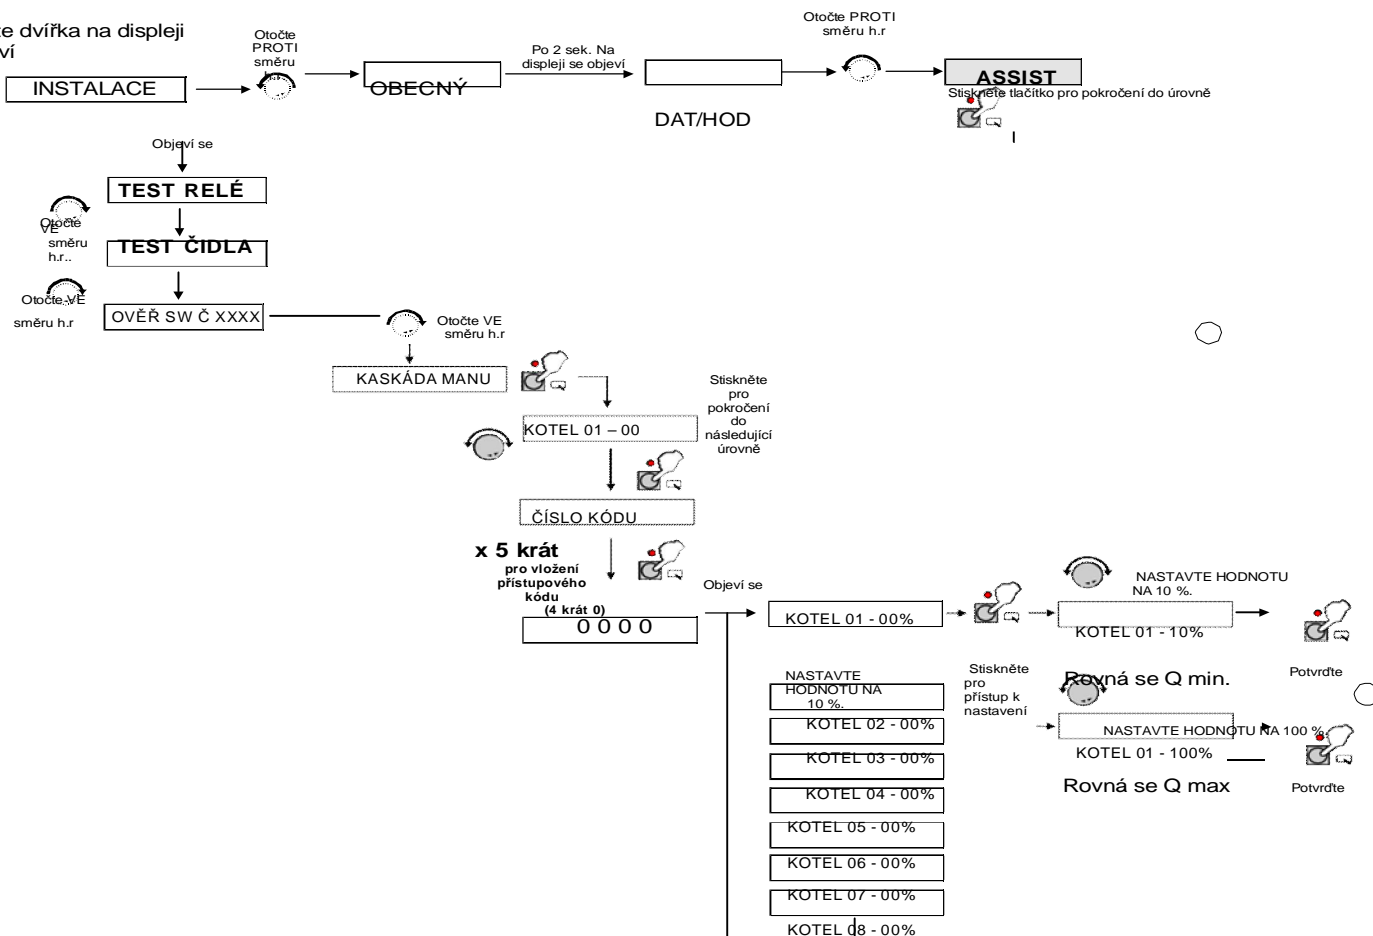 te dvířka na displeji
ví
INSTALACE
Otočte
PROTI
směru
h.r
OBECNÝ
Po 2 sek. Na
displeji se objeví
DAT/HOD
Otočte PROTI
směru h.r
ASSIST
Stiskněte tlačítko pro pokročení do úrovně
I
Objeví se
TEST RELÉ
Otočte
VE
směru
h.r..
TEST ČIDLA
Otočte VE
směru h.r
OVĚŘ SW Č XXXX
Otočte VE
směru h.r
KASKÁDA MANU
Stiskněte
pro
pokročení
do
následující
úrovně
KOTEL 01 – 00
ČÍSLO KÓDU
x 5 krát
pro vložení
přístupového
kódu
(4 krát 0)
0 0 0 0
Objeví se
KOTEL 01 - 00%
NASTAVTE HODNOTU
NA 10 %.
KOTEL 01 - 10%
Rovná se Q min.
Potvrďte
NASTAVTE
HODNOTU NA
10 %.
Stiskněte
pro
přístup k
nastavení
NASTAVTE HODNOTU NA 100 %.
KOTEL 01 - 100%
Rovná se Q max
Potvrďte
KOTEL 02 - 00%
KOTEL 03 - 00%
KOTEL 04 - 00%
KOTEL 05 - 00%
KOTEL 06 - 00%
KOTEL 07 - 00%
KOTEL 08 - 00%